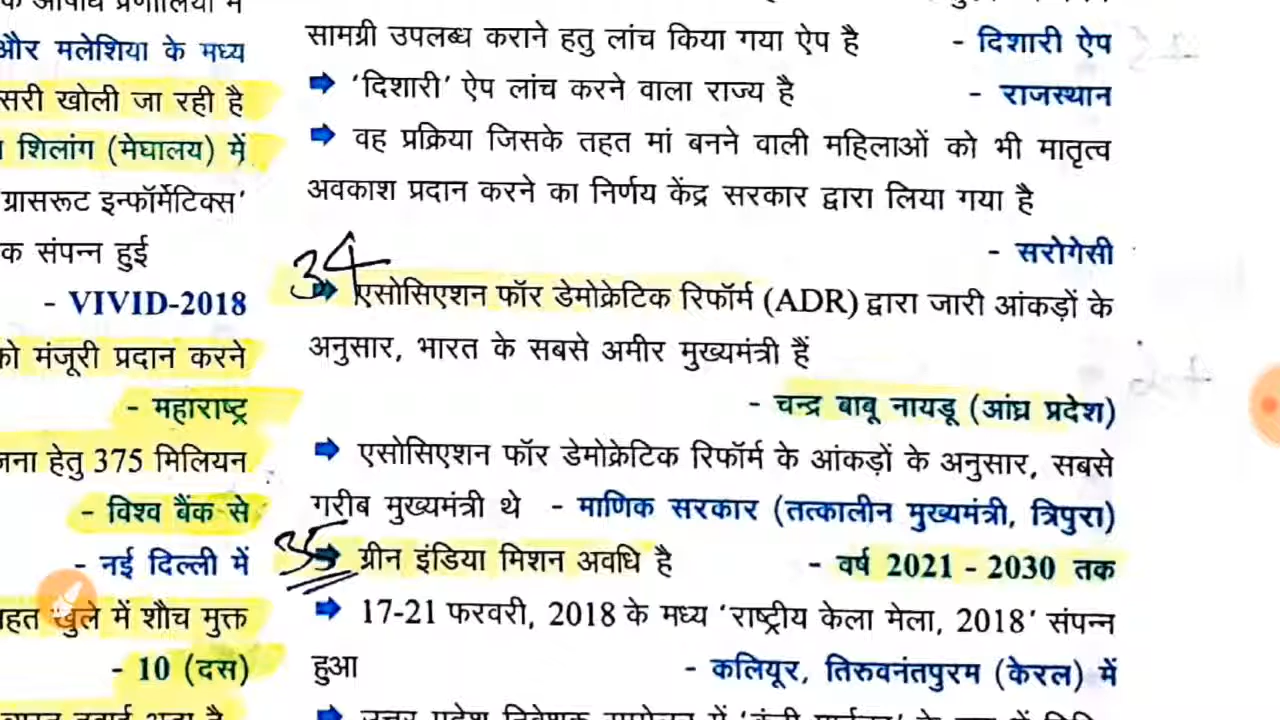 और मलेशिया के मध्य
खोली जा रही है
शिलांग (मेघालय) में
ग्रासरूट इन्फॉर्मेटिक्स’
संपन्न हुई
- VIVID-2018
को मंजूरी प्रदान करने
- महाराष्ट्र
हेतु 375 मिलियन
- विश्व बैंक से
- नई दिल्ली में
खुले में शौच मुक्त
- 10 (दस)
सामग्री उपलब्ध कराने हतु लांच किया गया ऐप है - दिशारी ऐप
‘दिशारी’ ऐप लांच करने वाला राज्य है - राजस्थान
वह प्रक्रिया जिसके तहत मां बनने वाली महिलाओं को भी मातृत्व
अवकाश प्रदान करने का निर्णय केंद्र सरकार द्वारा लिया गया है
- सरोगेसी
34
एसोसिएशन फॉर डेमोक्रेटिक रिफॉर्म (ADR) द्वारा जारी आंकड़ों के
अनुसार, भारत के सबसे अमीर मुख्यमंत्री हैं
- चन्द्र बाबू नायडू (आंध्र प्रदेश)
एसोसिएशन फॉर डेमोक्रेटिक रिफॉर्म के आंकड़ों के अनुसार, सबसे
गरीब मुख्यमंत्री थे - माणिक सरकार (तत्कालीन मुख्यमंत्री, त्रिपुरा)
35 ग्रीन इंडिया मिशन अवधि है - वर्ष 2021 - 2030 तक
17-21 फरवरी, 2018 के मध्य ‘राष्ट्रीय केला मेला, 2018’ संपन्न
हुआ - कलियूर, तिरुवनंतपुरम (केरल) में